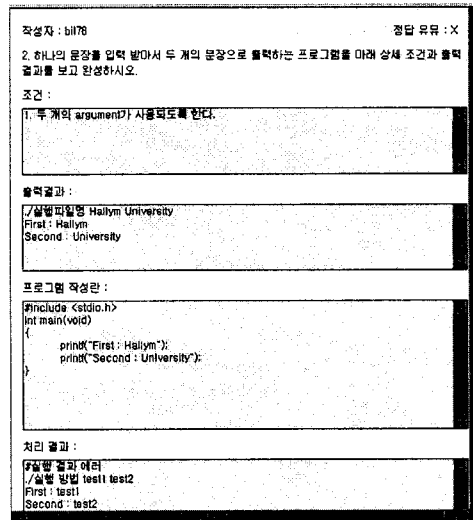 작성자 : bil78 정답 유뮤 : X
2. 하나의 문장를 입력 받마서 두 개의 문장으로 틀력하는 프로그램을 마래 상세 조건과 출력
결과를 보고 완성하시오.
조건 :
1. 두 개의 argument가 사용되도록 한다.
출력결과 :
./실행파일명 Hallym University
First : Hallym
Second : University
프로그램 작성란 :
#include <stdio.h>
int main(void)
{
printf("First : Hallym");
printf("Second : University");
}
처리 결과 :
#실행 결과 에러
./실행 방법 test1 test2
First : test1
Second : test2